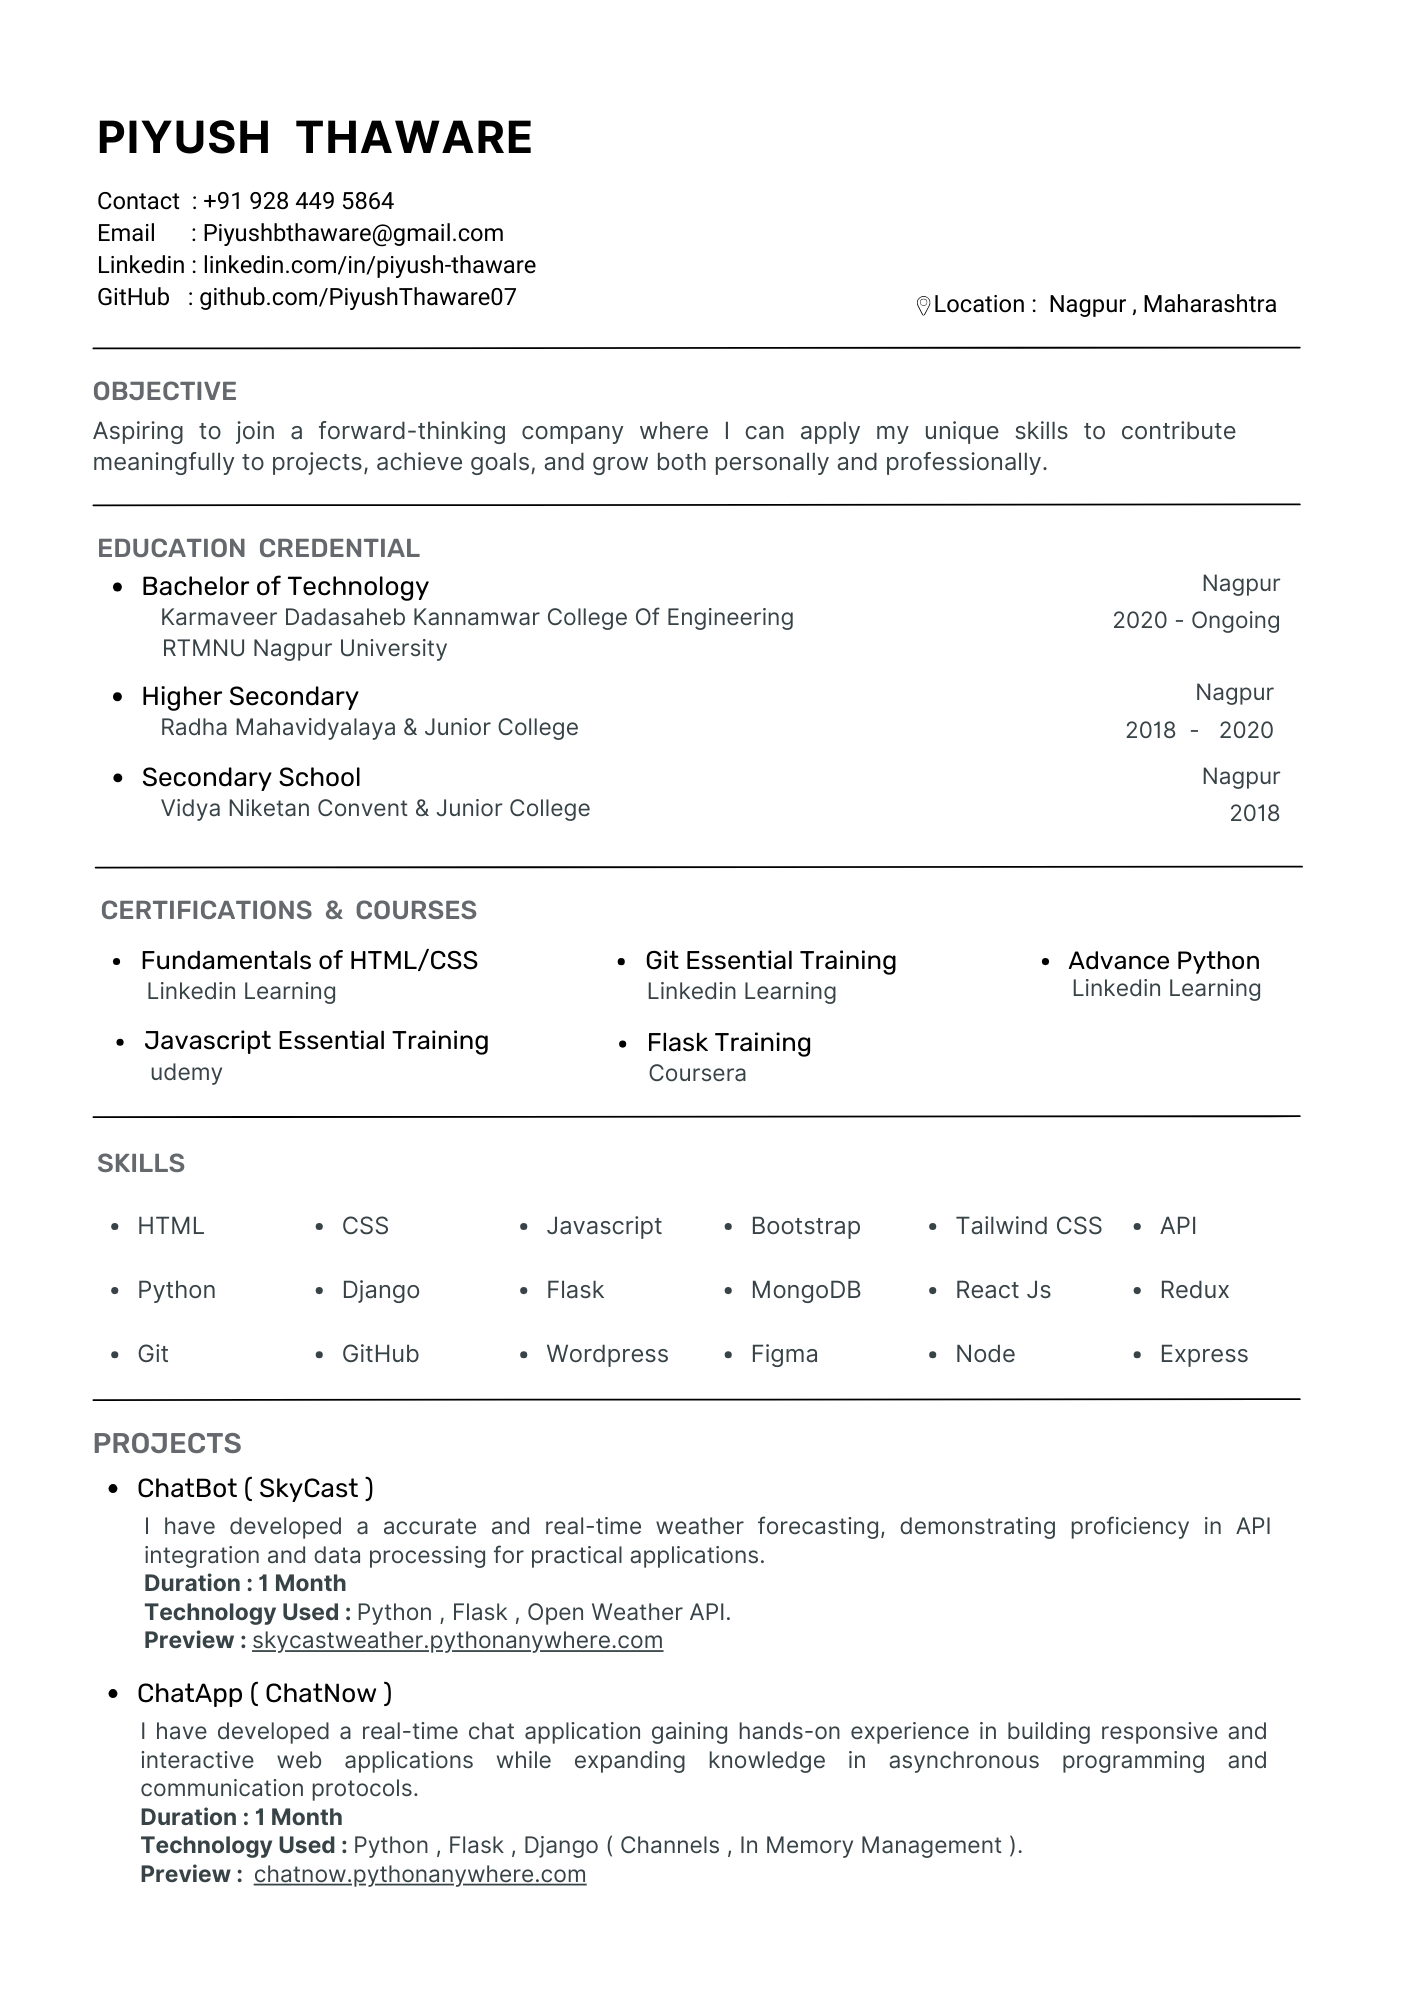 PIYUSH THAWARE
Contact : +91 928 449 5864
Email : Piyushbthaware@gmail.com
Linkedin : linkedin.com/in/piyush-thaware
GitHub : github.com/PiyushThaware07
Location : Nagpur , Maharashtra
OBJECTIVE
Aspiring to join a forward-thinking company where I can apply my unique skills to contribute
meaningfully to projects, achieve goals, and grow both personally and professionally.
EDUCATION CREDENTIAL
• Bachelor of Technology
Nagpur
Karmaveer Dadasaheb Kannamwar College Of Engineering
2020 - Ongoing
RTMNU Nagpur University
• Higher Secondary
Nagpur
Radha Mahavidyalaya & Junior College
2018 - 2020
• Secondary School
Nagpur
Vidya Niketan Convent & Junior College
2018
CERTIFICATIONS & COURSES
• Fundamentals of HTML/CSS
Linkedin Learning
• Git Essential Training
Linkedin Learning
• Advance Python
Linkedin Learning
• Javascript Essential Training
udemy
• Flask Training
Coursera
SKILLS
• HTML • CSS • Javascript • Bootstrap • Tailwind CSS • API
• Python • Django • Flask • MongoDB • React Js • Redux
• Git • GitHub • Wordpress • Figma • Node • Express
PROJECTS
• ChatBot ( SkyCast )
I have developed a accurate and real-time weather forecasting, demonstrating proficiency in API
integration and data processing for practical applications.
Duration : 1 Month
Technology Used : Python , Flask , Open Weather API.
Preview : skycastweather.pythonanywhere.com
• ChatApp ( ChatNow )
I have developed a real-time chat application gaining hands-on experience in building responsive and
interactive web applications while expanding knowledge in asynchronous programming and
communication protocols.
Duration : 1 Month
Technology Used : Python , Flask , Django ( Channels , In Memory Management ).
Preview : chatnow.pythonanywhere.com